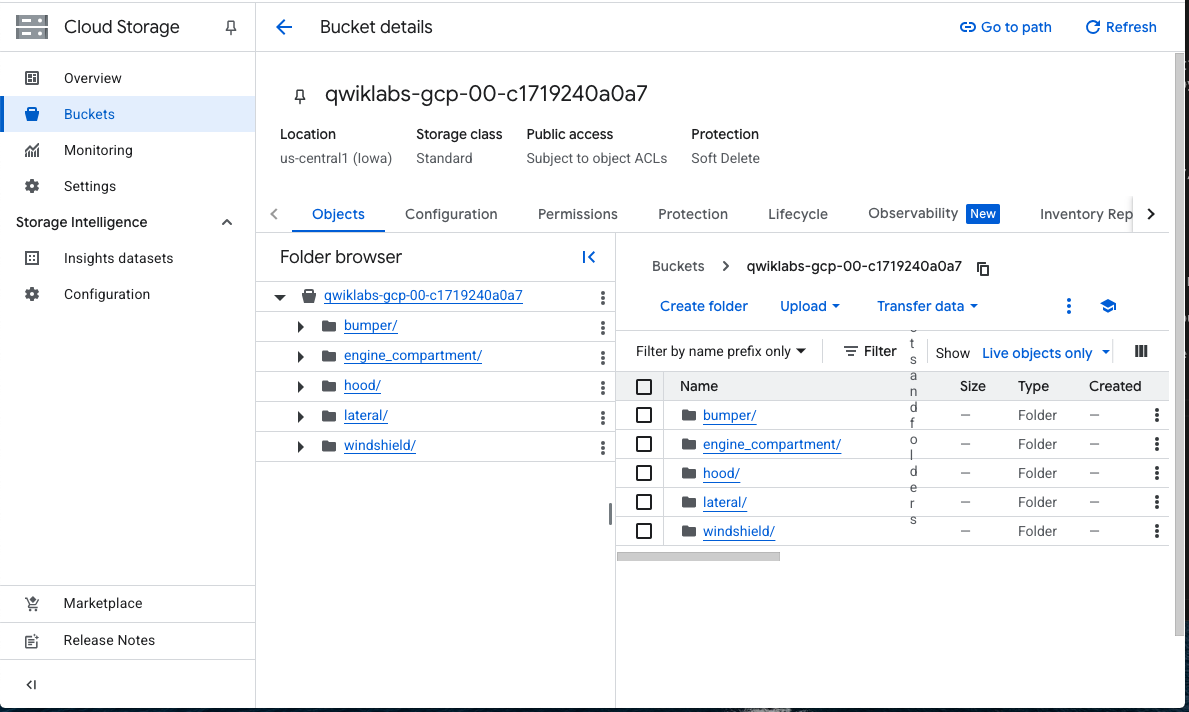 Cloud Storage
Bucket details
Go to path
Refresh
Overview
Buckets
Monitoring
Settings
Storage Intelligence
Insights datasets
Configuration
Marketplace
Release Notes
qwiklabs-gcp-00-c1719240a0a7
Location Storage class Public access Protection
us-central1 (Iowa) Standard Subject to object ACLs Soft Delete
Objects Configuration Permissions Protection Lifecycle Observability New Inventory Rep
Folder browser
qwiklabs-gcp-00-c1719240a0a7
bumper/
engine_compartment/
hood/
lateral/
windshield/
Buckets > qwiklabs-gcp-00-c1719240a0a7
Create folder Upload Transfer data
Filter by name prefix only Filter Show Live objects only
t
s
a
n
d
f
o
l
d
e
r
s
Name Size Type Created
bumper/ — Folder —
engine_compartment/ — Folder —
hood/ — Folder —
lateral/ — Folder —
windshield/ — Folder —